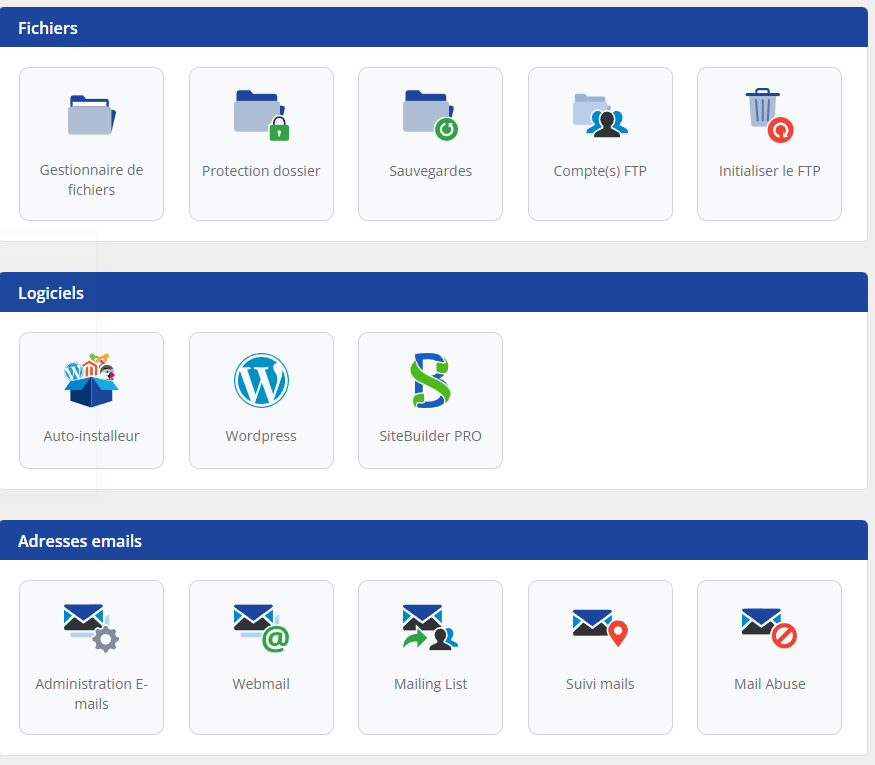 Fichiers
Gestionnaire de
fichiers
Protection dossier
Sauvegardes
Compte(s) FTP
Initialiser le FTP
Logiciels
Auto-installeur
Wordpress
SiteBuilder PRO
Adresses emails
Administration E-
mails
Webmail
Mailing List
Suivi mails
Mail Abuse